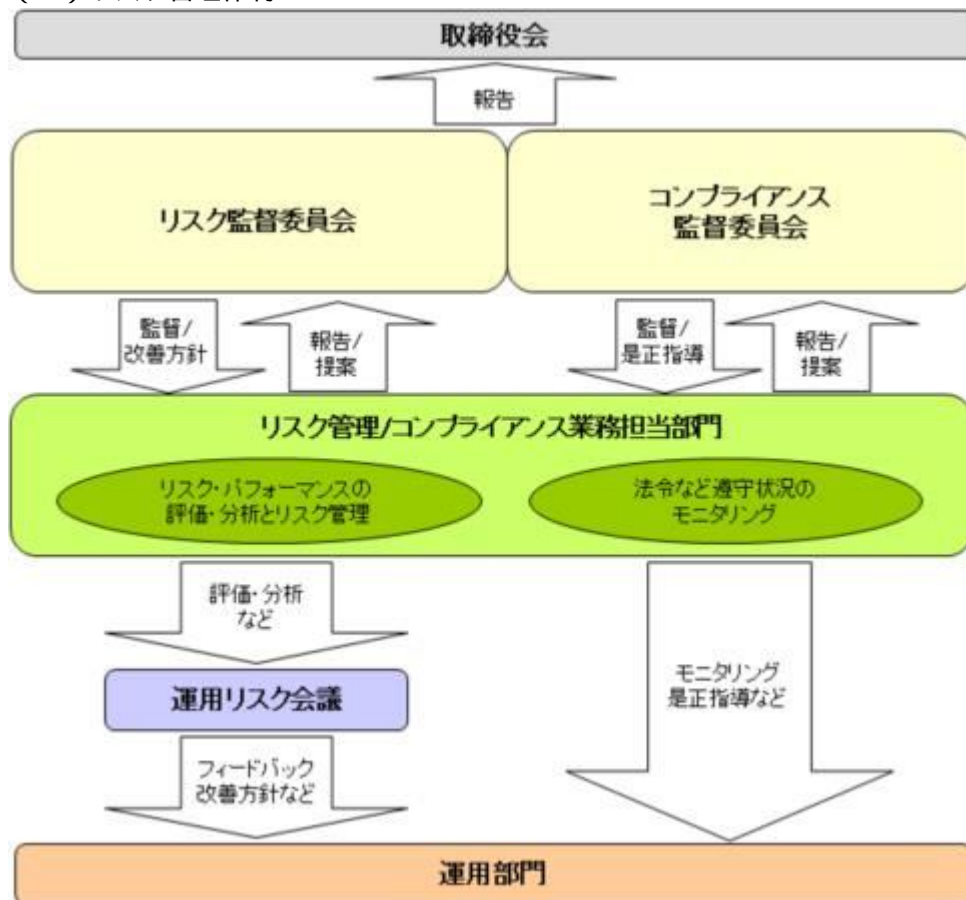 取締役会
報告
リスク監督委員会
コンプライアンス
監督委員会
監督/
改善方針
報告/
提案
監督/
是正指導
報告/
提案
リスク管理/コンプライアンス業務担当部門
リスク・パフォーマンスの
評価・分析とリスク管理
法令など遵守状況の
モニタリング
評価・分析
など
運用リスク会議
モニタリング
是正指導など
フィードバック
改善方針など
運用部門